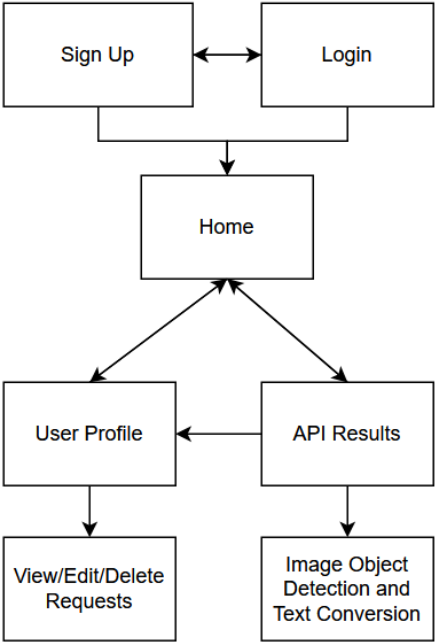 Sign Up
Login
Home
User Profile
API Results
View/Edit/Delete
Requests
Image Object
Detection and
Text Conversion